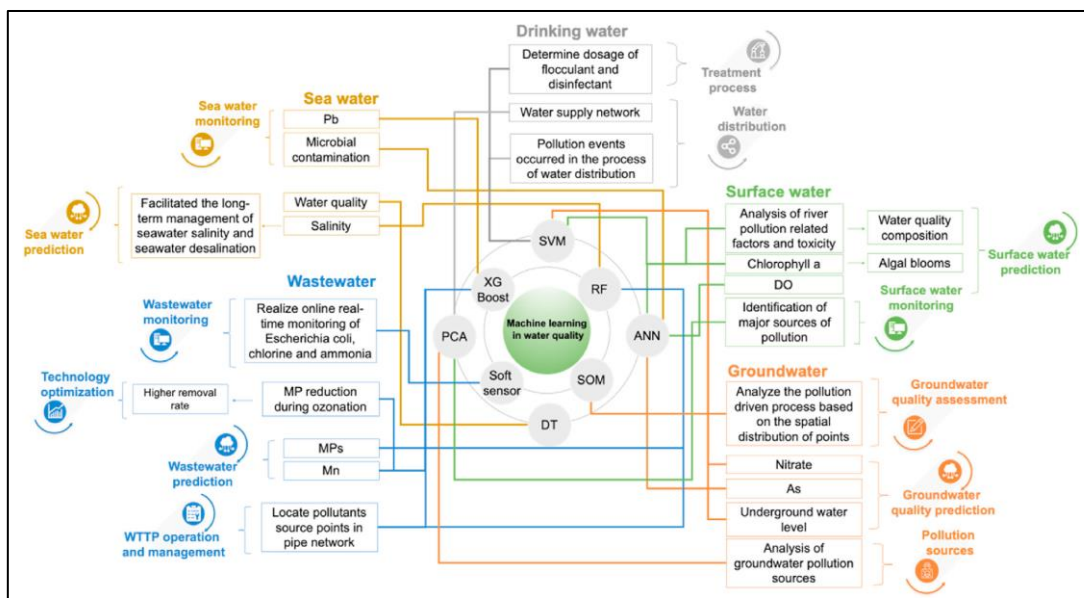 Drinking water
Determine dosage of
flocculant and
disinfectant
Treatment
process
Water supply network
Water
distribution
Pollution events
occurred in the process
of water distribution
Sea water
Sea water
monitoring
Pb
Microbial
contamination
Sea water
prediction
Facilitated the long-
term management of
seawater salinity and
seawater desalination
Water quality
Salinity
Wastewater
Wastewater
monitoring
Realize online real-
time monitoring of
Escherichia coli,
chlorine and ammonia
Technology
optimization
Higher removal
rate
MP reduction
during ozonation
Wastewater
prediction
MPs
Mn
WTTP operation
and management
Locate pollutants
source points in
pipe network
SVM
XG
Boost
RF
PCA
Machine learning
in water quality
ANN
Soft
sensor
SOM
DT
Surface water
Analysis of river
pollution related
factors and toxicity
Water quality
composition
Chlorophyll a
Algal blooms
Surface water
prediction
DO
Identification of
major sources of
pollution
Surface water
monitoring
Groundwater
Analyze the pollution
driven process based
on the spatial
distribution of points
Groundwater
quality assessment
Nitrate
As
Underground water
level
Groundwater
quality prediction
Analysis of
groundwater pollution
sources
Pollution
sources